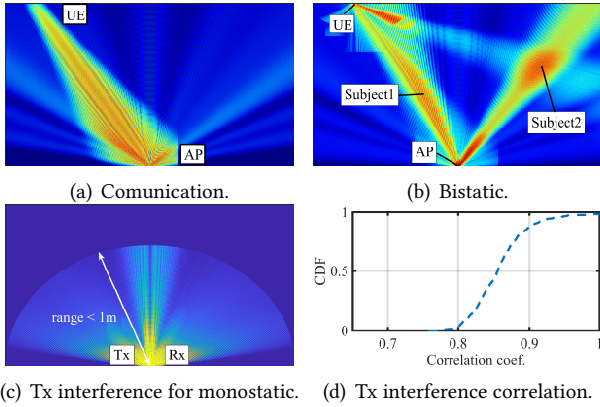 UE
AP
(a) Comunication.
UE
Subject1
Subject2
AP
(b) Bistatic.
range < 1m
Tx
Rx
(c) Tx interference for monostatic.
1
0.5
0
CDF
0.7 0.8 0.9 1
Correlation coef.
(d) Tx interference correlation.